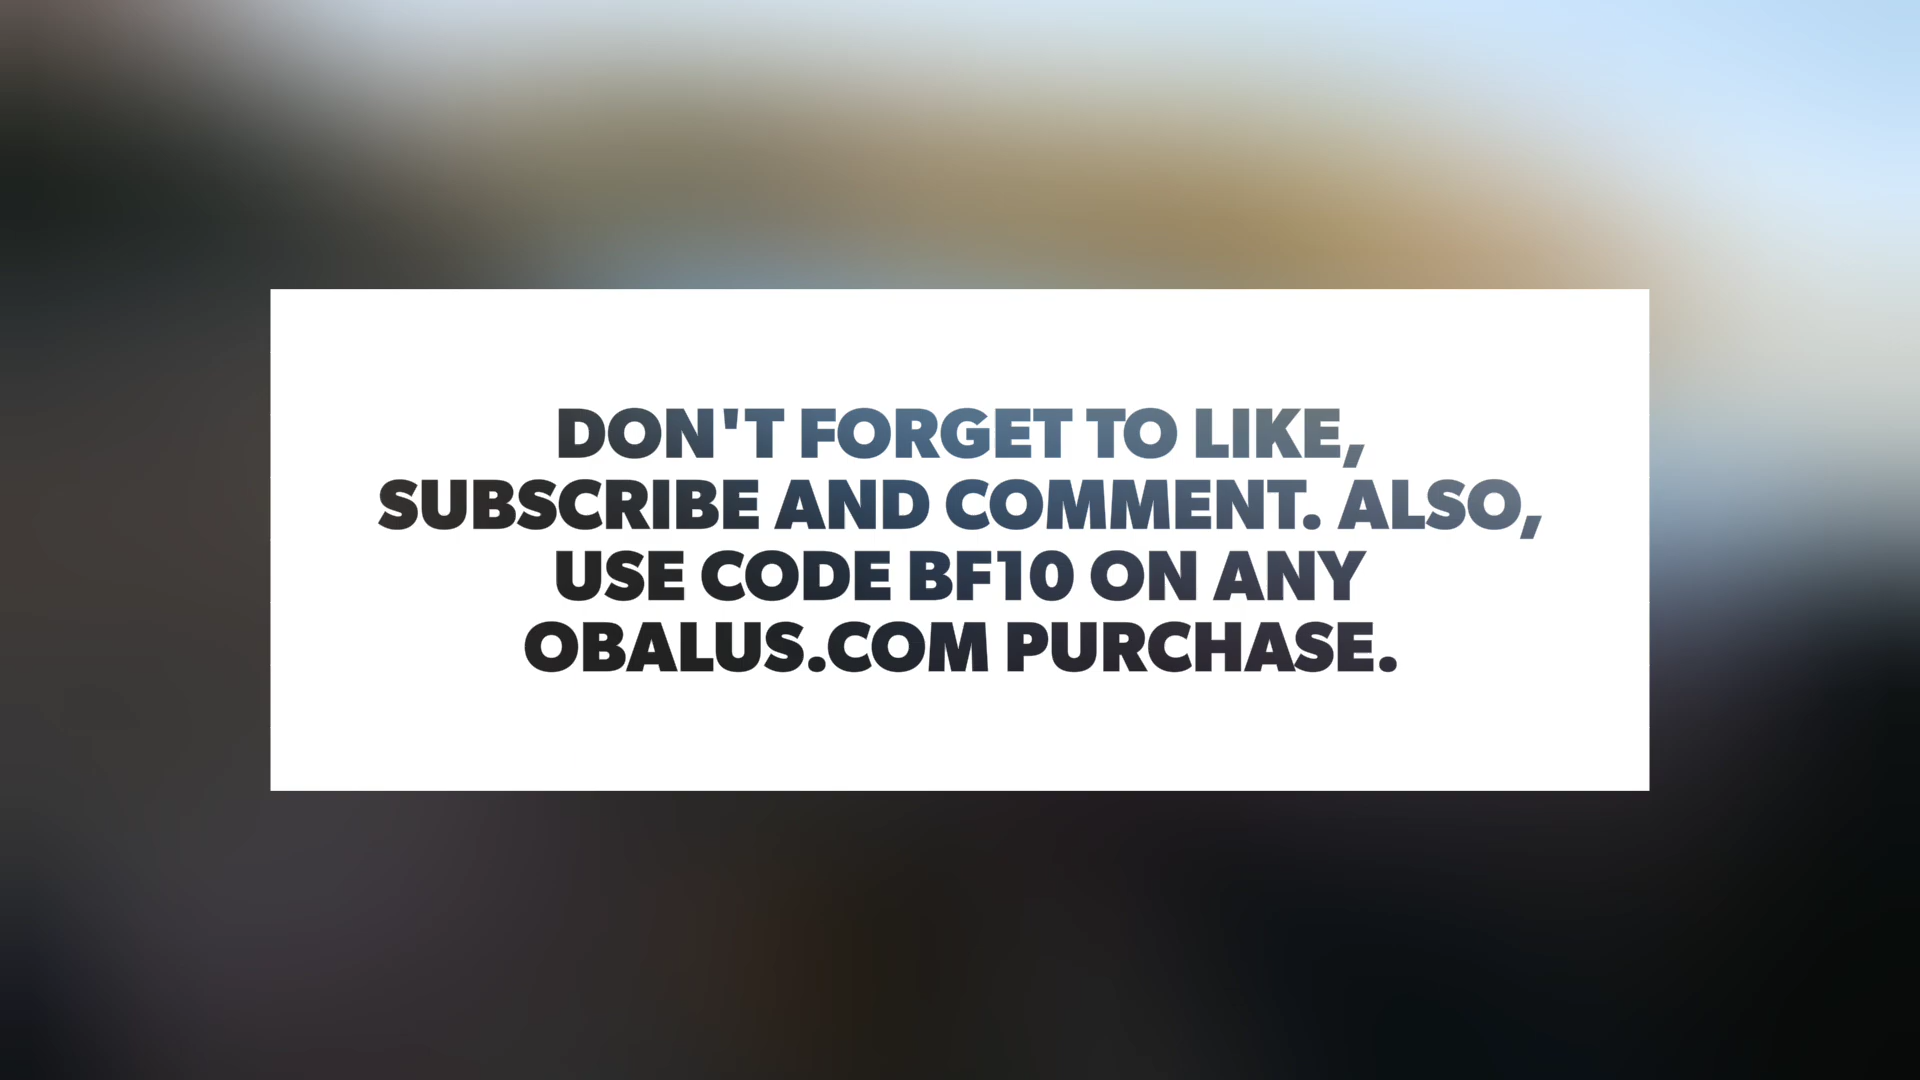 DON'T FORGET TO LIKE,
SUBSCRIBE AND COMMENT. ALSO,
USE CODE BF10 ON ANY
OBALUS.COM PURCHASE.